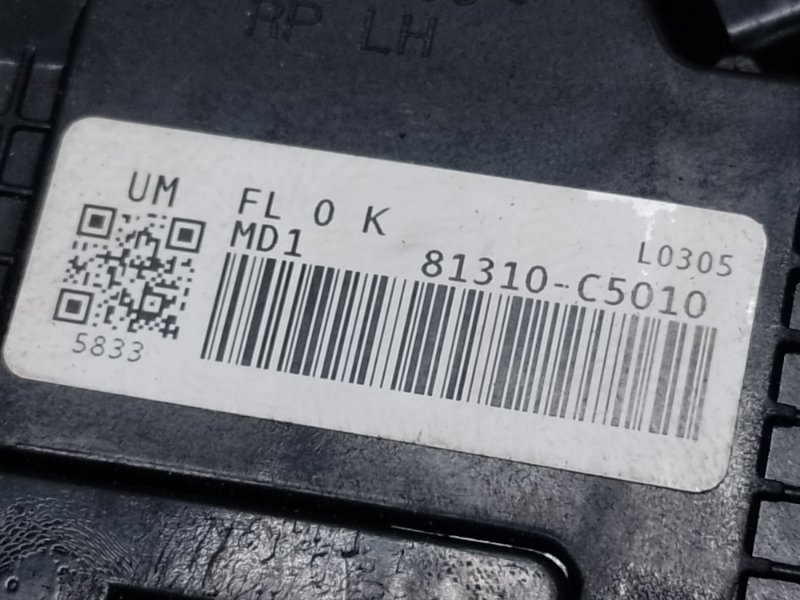 RP LH
UM
FL 0 K
MD1
L0305
81310-C5010
5833